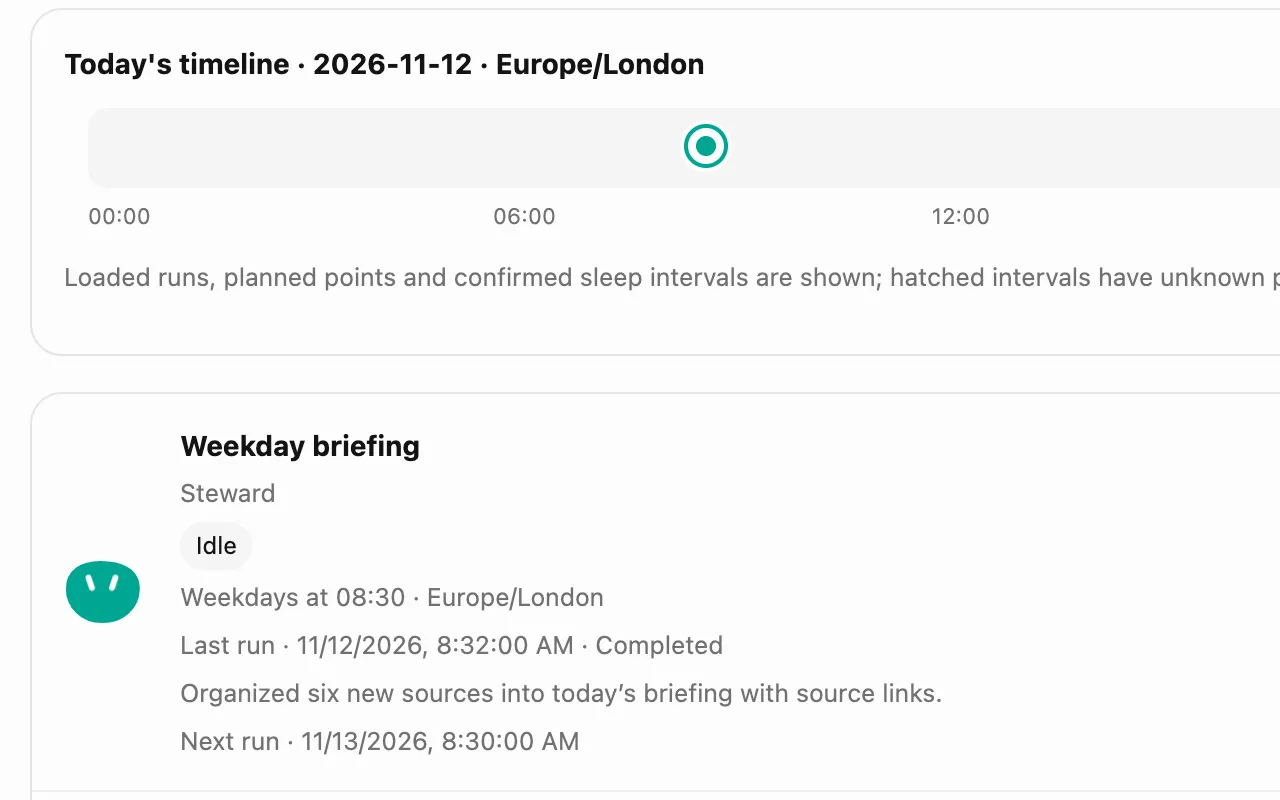 Today's timeline · 2026-11-12 · Europe/London
00:00 06:00 12:00
Loaded runs, planned points and confirmed sleep intervals are shown; hatched intervals have unknown
Weekday briefing
Steward
Idle
Weekdays at 08:30 · Europe/London
Last run · 11/12/2026, 8:32:00 AM · Completed
Organized six new sources into today’s briefing with source links.
Next run · 11/13/2026, 8:30:00 AM